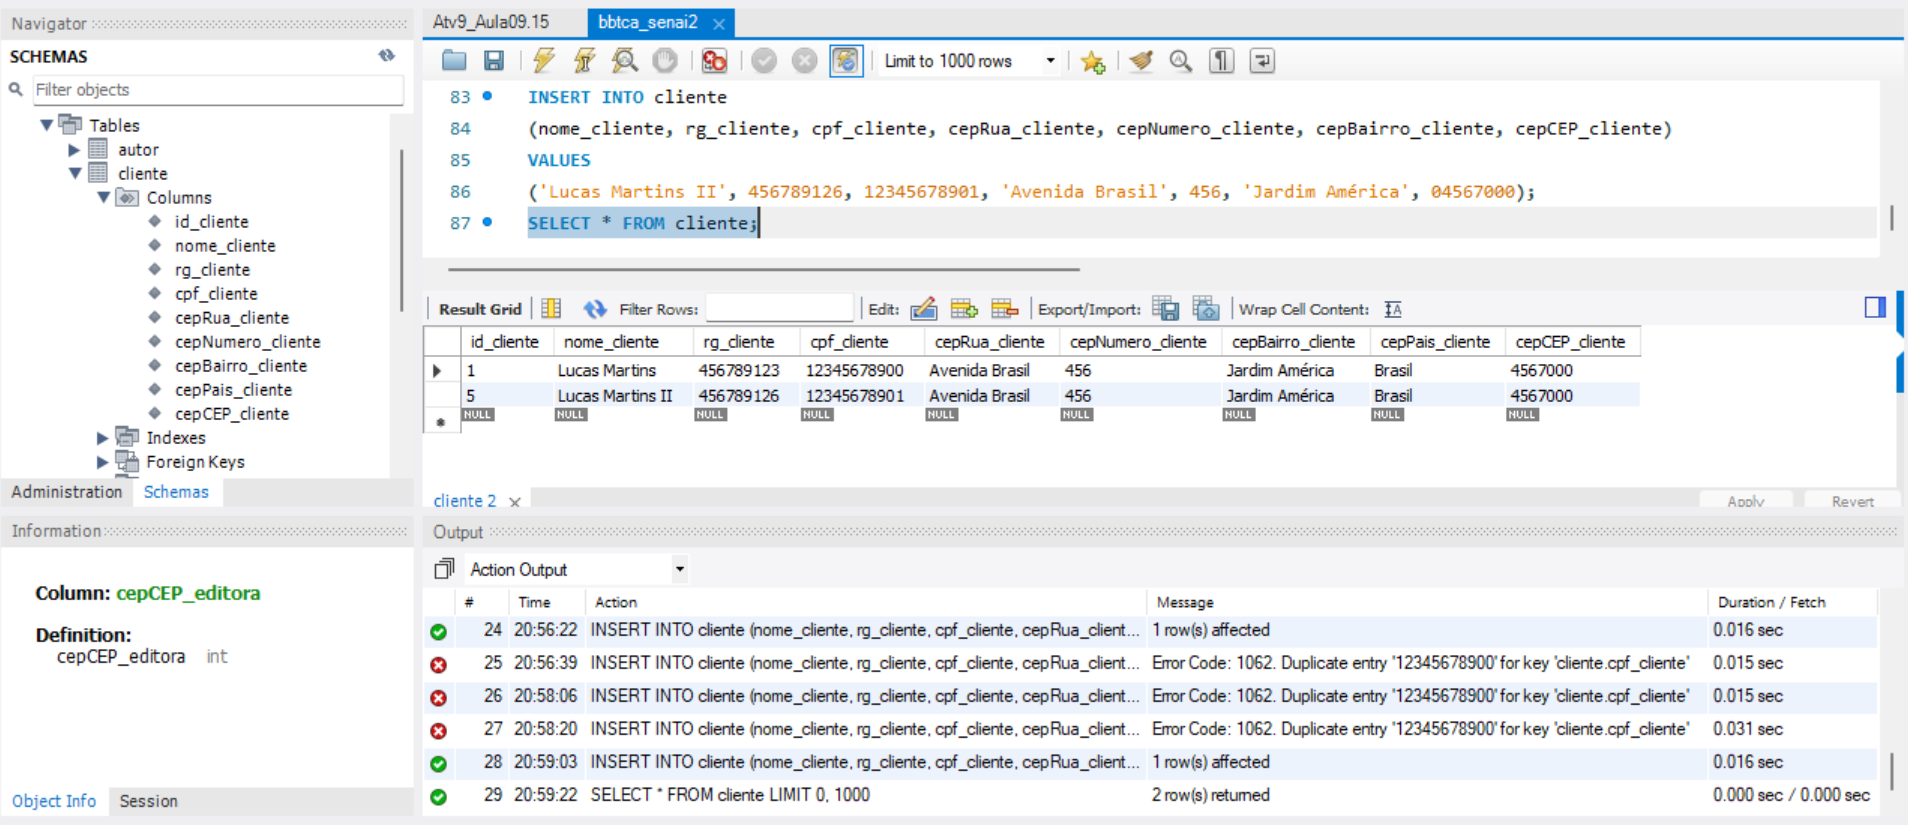 Navigator
SCHEMAS
Filter objects
Tables
autor
cliente
Columns
id_cliente
nome_cliente
rg_cliente
cpf_cliente
cepRua_cliente
cepNumero_cliente
cepBairro_cliente
cepPais_cliente
cepCEP_cliente
Indexes
Foreign Keys
Administration Schemas
Information
Column: cepCEP_editora
Definition:
cepCEP_editora int
Object Info Session
Atv9_Aula09.15 bbtca_senai2
Limit to 1000 rows
83 INSERT INTO cliente
84 (nome_cliente, rg_cliente, cpf_cliente, cepRua_cliente, cepNumero_cliente, cepBairro_cliente, cepCEP_cliente)
85 VALUES
86 ('Lucas Martins II', 456789126, 12345678901, 'Avenida Brasil', 456, 'Jardim América', 04567000);
87 SELECT * FROM cliente;
Result Grid Filter Rows: Edit: Export/Import: Wrap Cell Content:
id_cliente nome_cliente rg_cliente cpf_cliente cepRua_cliente cepNumero_cliente cepBairro_cliente cepPais_cliente cepCEP_cliente
1 Lucas Martins 456789123 12345678900 Avenida Brasil 456 Jardim América Brasil 4567000
5 Lucas Martins II 456789126 12345678901 Avenida Brasil 456 Jardim América Brasil 4567000
NULL NULL NULL NULL NULL NULL NULL NULL NULL
cliente 2 Apply Revert
Output
Action Output
# Time Action Message Duration / Fetch
24 20:56:22 INSERT INTO cliente (nome_cliente, rg_cliente, cpf_cliente, cepRua_client... 1 row(s) affected 0.016 sec
25 20:56:39 INSERT INTO cliente (nome_cliente, rg_cliente, cpf_cliente, cepRua_client... Error Code: 1062. Duplicate entry '12345678900' for key 'cliente.cpf_cliente' 0.015 sec
26 20:58:06 INSERT INTO cliente (nome_cliente, rg_cliente, cpf_cliente, cepRua_client... Error Code: 1062. Duplicate entry '12345678900' for key 'cliente.cpf_cliente' 0.015 sec
27 20:58:20 INSERT INTO cliente (nome_cliente, rg_cliente, cpf_cliente, cepRua_client... Error Code: 1062. Duplicate entry '12345678900' for key 'cliente.cpf_cliente' 0.031 sec
28 20:59:03 INSERT INTO cliente (nome_cliente, rg_cliente, cpf_cliente, cepRua_client... 1 row(s) affected 0.016 sec
29 20:59:22 SELECT * FROM cliente LIMIT 0, 1000 2 row(s) returned 0.000 sec / 0.000 sec